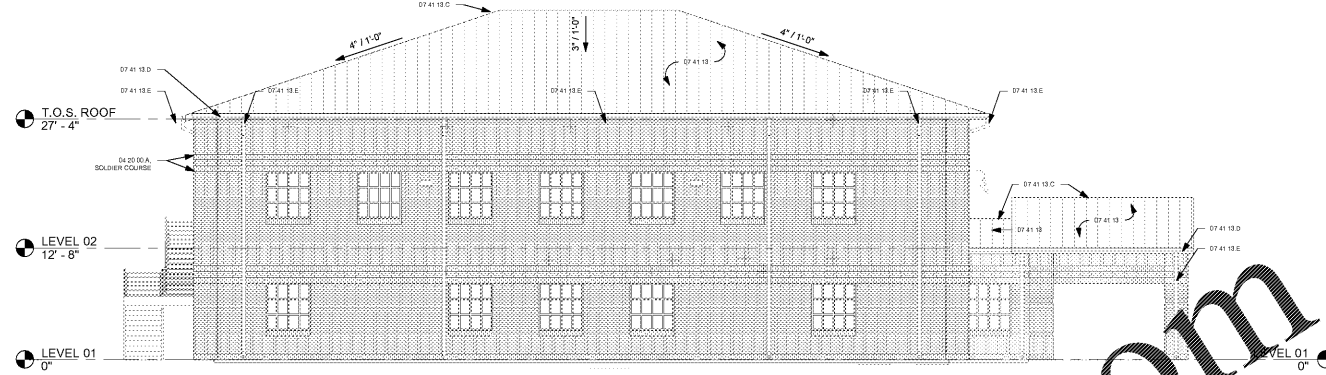 07 41 13.C
4" / 1'-0"
3" / 1'-0"
4" / 1'-0"
07 41 13
07 41 13.D
07 41 13.E
07 41 13.E
07 41 13.E
07 41 13.E
07 41 13.E
T.O.S. ROOF
27' - 4"
04 20 00.A,
SOLDIER COURSE
07 41 13.C
07 41 13
07 41 13
07 41 13.D
07 41 13.E
LEVEL 02
12' - 8"
LEVEL 01
0"
LEVEL 01
0"
om